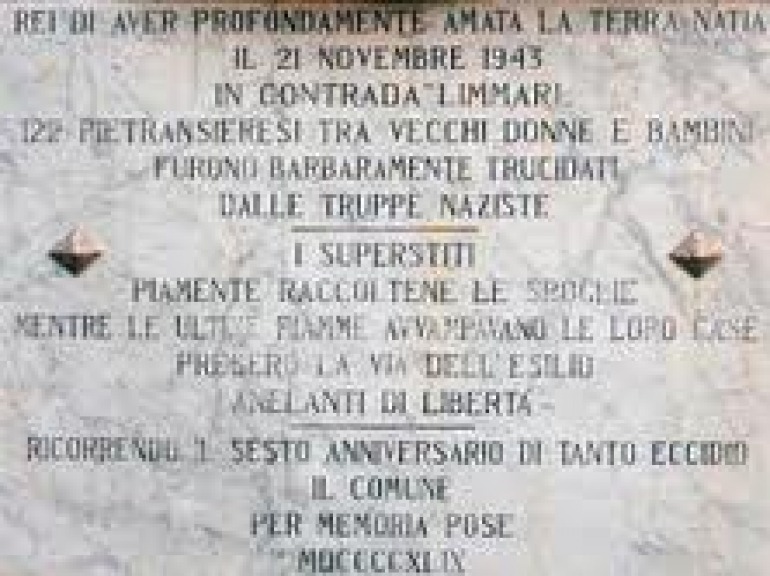 REI DI AVER PROFONDAMENTE AMATA LA TERRA NATIA
IL 21 NOVEMBRE 1943
IN CONTRADA LIMMARI
122 PIETRANSIERESI TRA VECCHI DONNE E BAMBINI
FURONO BARBARAMENTE TRUCIDATI
DALLE TRUPPE NAZISTE
I SUPERSTITI
PIAMENTE RACCOLTENE LE SPOGLIE
MENTRE LE ULTIME FIAMME AVVAMPAVANO LE LORO CASE
PRESERO LA VIA DELL'ESILIO
ANELANTI DI LIBERTA'
RICORRENDO IL SESTO ANNIVERSARIO DI TANTO ECCIDIO
IL COMUNE
PER MEMORIA POSE
MDCCCCXLIX